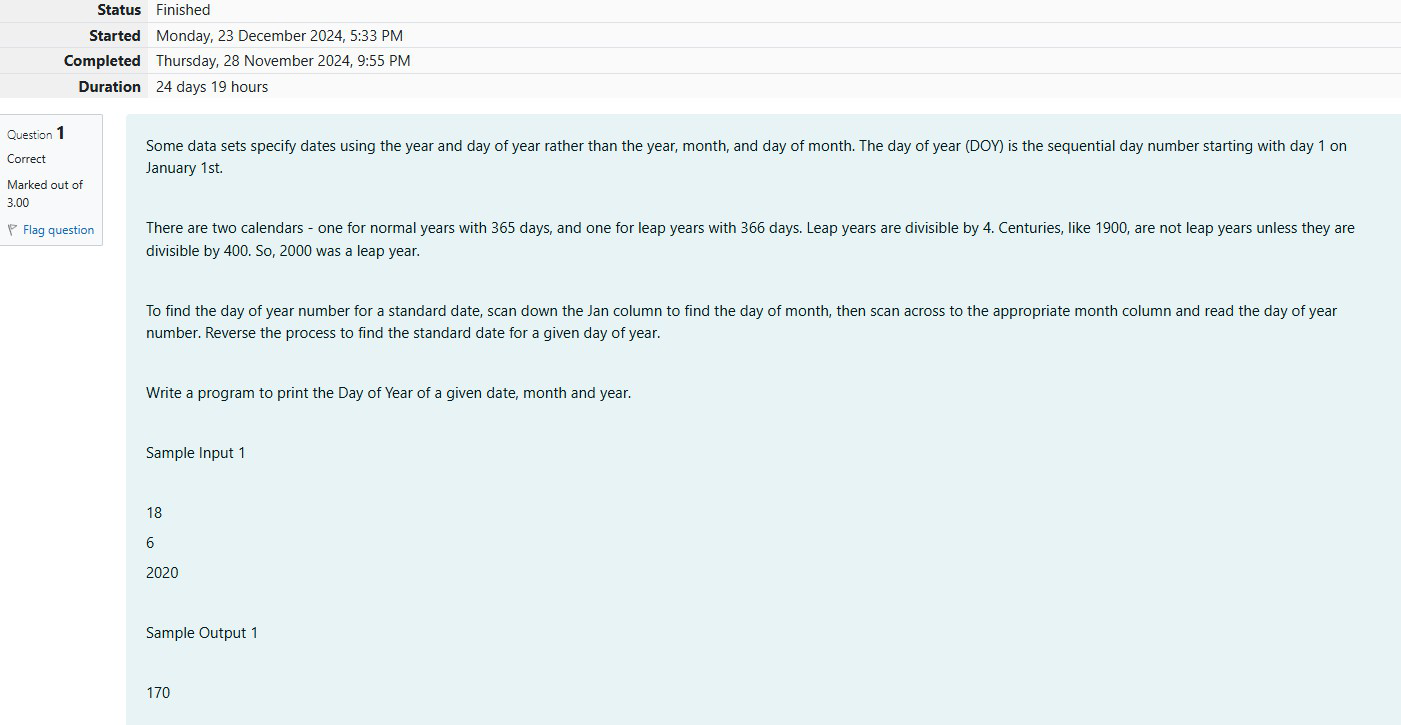 Status Finished
Started Monday, 23 December 2024, 5:33 PM
Completed Thursday, 28 November 2024, 9:55 PM
Duration 24 days 19 hours
Question 1
Correct
Marked out of
3.00
Flag question
Some data sets specify dates using the year and day of year rather than the year, month, and day of month. The day of year (DOY) is the sequential day number starting with day 1 on
January 1st.
There are two calendars - one for normal years with 365 days, and one for leap years with 366 days. Leap years are divisible by 4. Centuries, like 1900, are not leap years unless they are
divisible by 400. So, 2000 was a leap year.
To find the day of year number for a standard date, scan down the Jan column to find the day of month, then scan across to the appropriate month column and read the day of year
number. Reverse the process to find the standard date for a given day of year.
Write a program to print the Day of Year of a given date, month and year.
Sample Input 1
18
6
2020
Sample Output 1
170